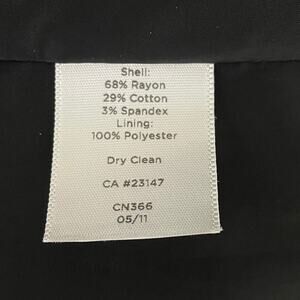 Shell:
68% Rayon
29% Cotton
3% Spandex
Lining:
100% Polyester
Dry Clean
CA #23147
CN366
05/11